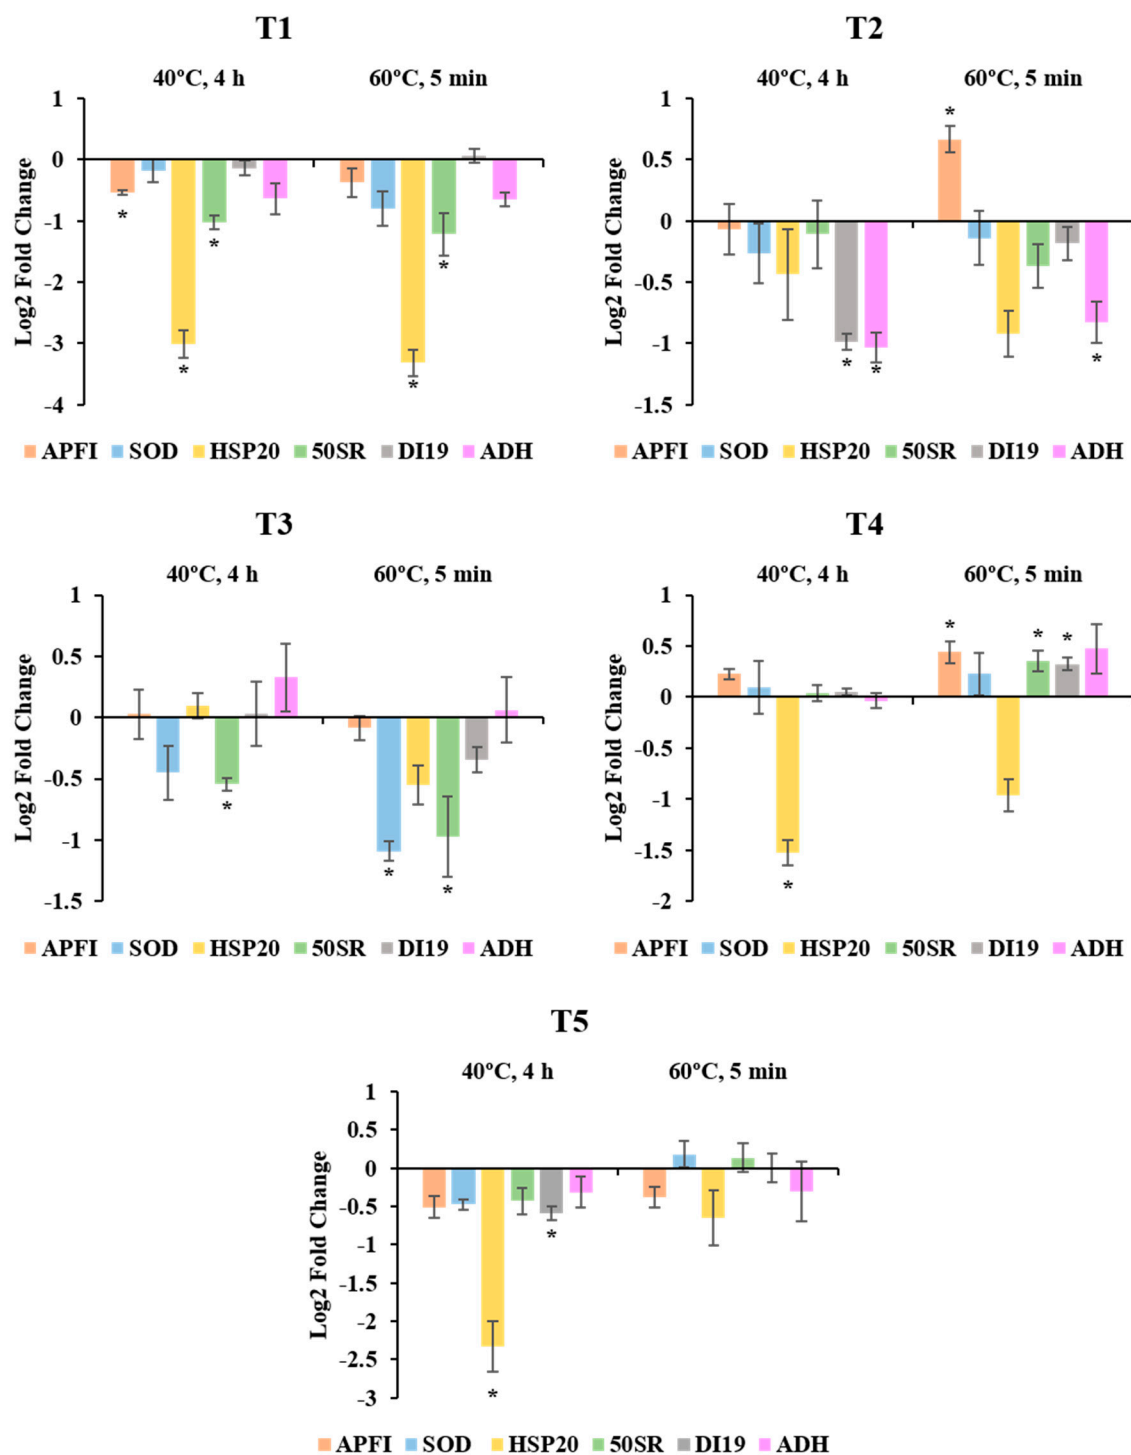 T1
40°C, 4 h
60°C, 5 min
Log2 Fold Change
1
0
-1
-2
-3
-4
*
*
*
*
*
APFI SOD HSP20 50SR DI19 ADH
T2
40°C, 4 h
60°C, 5 min
Log2 Fold Change
1
0.5
0
-0.5
-1
-1.5
*
*
*
*
APFI SOD HSP20 50SR DI19 ADH
T3
40°C, 4 h
60°C, 5 min
Log2 Fold Change
1
0.5
0
-0.5
-1
-1.5
*
*
*
APFI SOD HSP20 50SR DI19 ADH
T4
40°C, 4 h
60°C, 5 min
Log2 Fold Change
1
0.5
0
-0.5
-1
-1.5
-2
*
*
*
*
APFI SOD HSP20 50SR DI19 ADH
T5
40°C, 4 h
60°C, 5 min
Log2 Fold Change
1
0.5
0
-0.5
-1
-1.5
-2
-2.5
-3
*
*
APFI SOD HSP20 50SR DI19 ADH